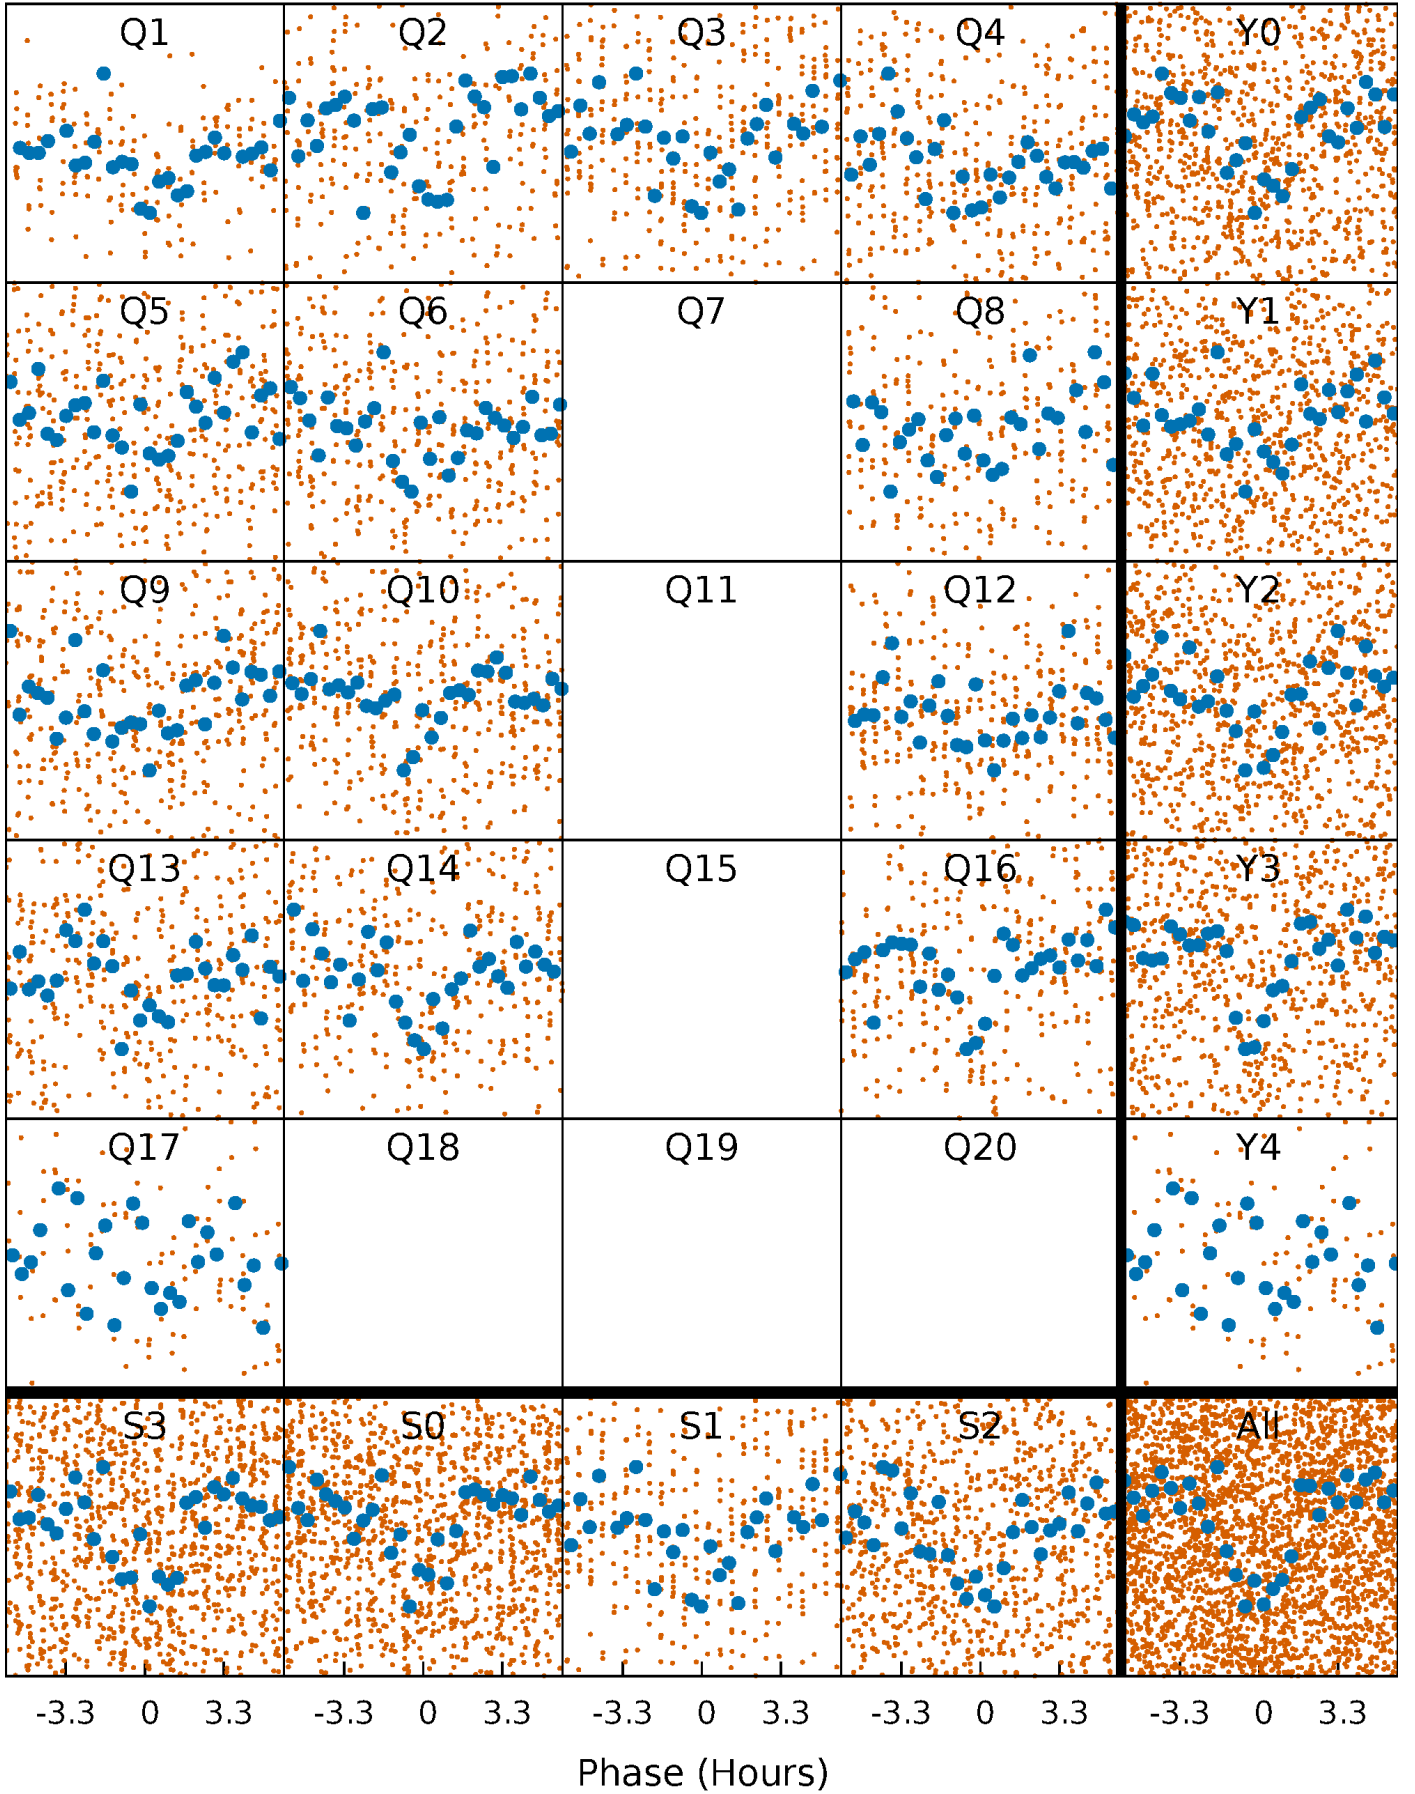 Q1 Q2 Q3 Q4 Y0
Q5 Q6 Q7 Q8 Y1
Q9 Q10 Q11 Q12 Y2
Q13 Q14 Q15 Q16 Y3
Q17 Q18 Q19 Q20 Y4
S3 S0 S1 S2 All
-3.3 0 3.3 -3.3 0 3.3 -3.3 0 3.3 -3.3 0 3.3 -3.3 0 3.3
Phase (Hours)